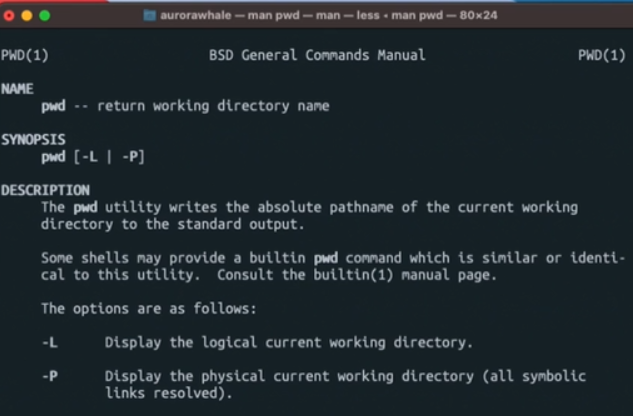 aurorawhale — man pwd — man — less • man pwd — 80×24
PWD(1) BSD General Commands Manual PWD(1)
NAME
pwd -- return working directory name
SYNOPSIS
pwd [-L | -P]
DESCRIPTION
The pwd utility writes the absolute pathname of the current working
directory to the standard output.
Some shells may provide a builtin pwd command which is similar or identi-
cal to this utility. Consult the builtin(1) manual page.
The options are as follows:
-L Display the logical current working directory.
-P Display the physical current working directory (all symbolic
links resolved).